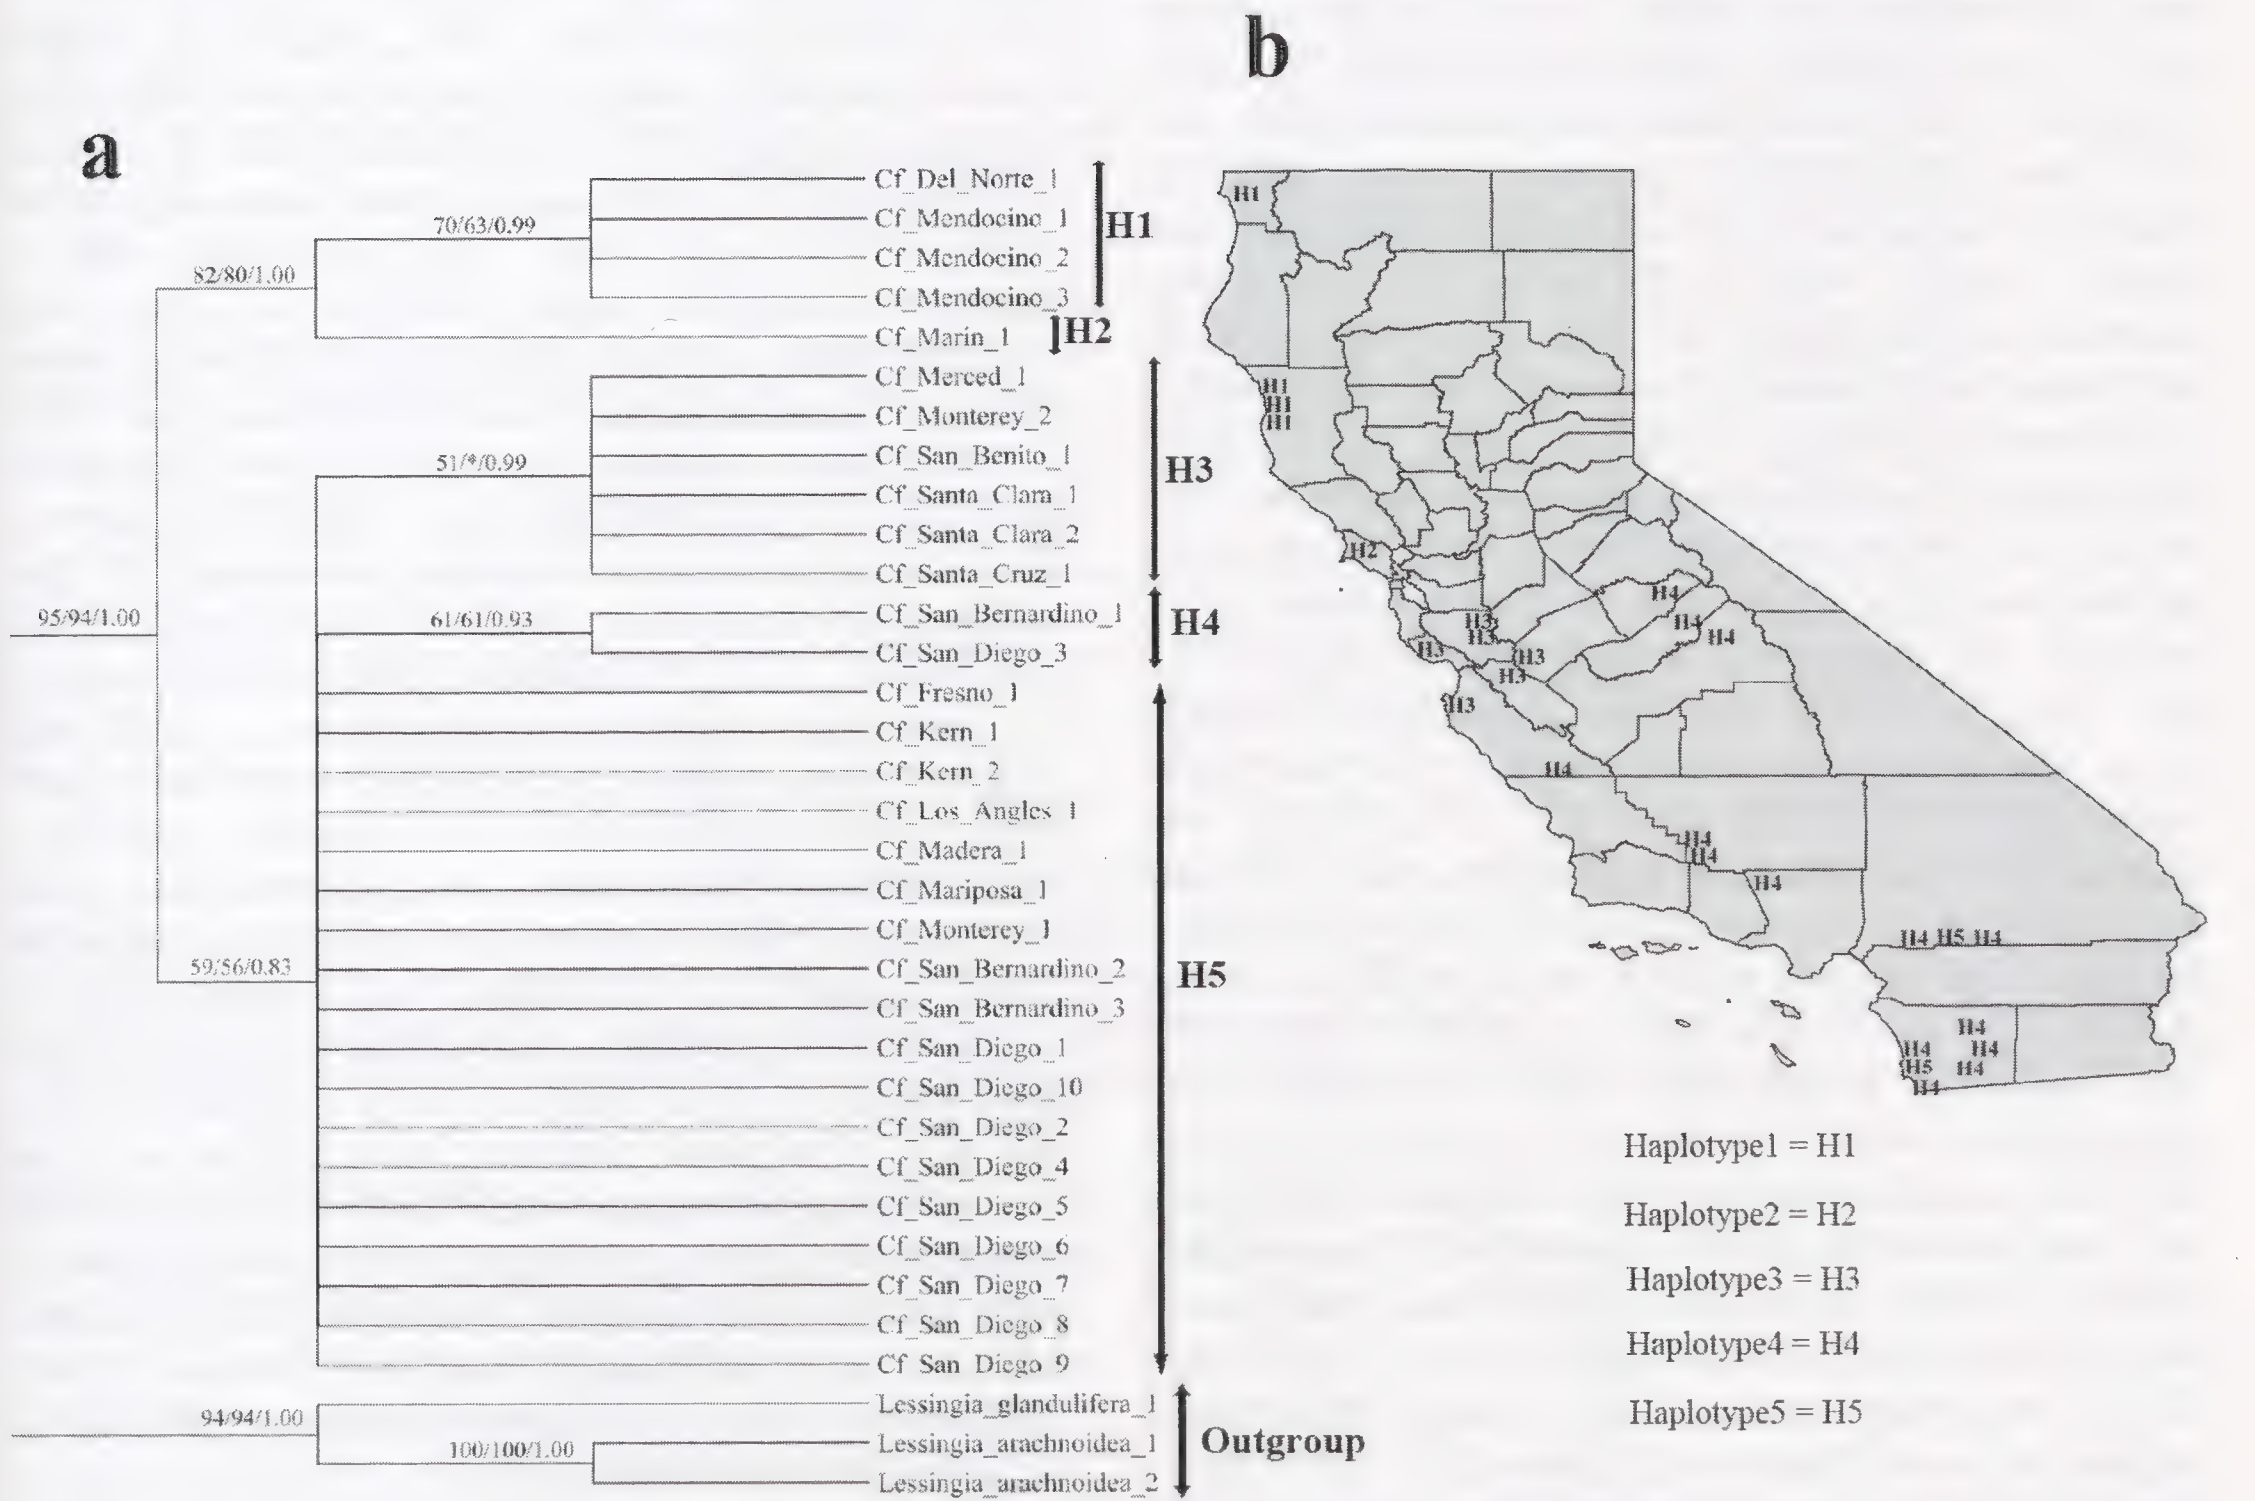 a
70/63/0.99
82/80/1.00
51/*/0.99
95/94/1.00
61/61/0.93
59/56/0.83
94/94/1.00
100/100/1.00
Cf_Del_Norte_1
Cf_Mendocino_1
Cf_Mendocino_2
Cf_Mendocino_3
Cf_Marin_1
Cf_Merced_1
Cf_Monterey_2
Cf_San_Benito_1
Cf_Santa_Clara_1
Cf_Santa_Clara_2
Cf_Santa_Cruz_1
Cf_San_Bernardino_1
Cf_San_Diego_3
Cf_Fresno_1
Cf_Kern_1
Cf_Kern_2
Cf_Los_Angles_1
Cf_Madera_1
Cf_Mariposa_1
Cf_Monterey_1
Cf_San_Bernardino_2
Cf_San_Bernardino_3
Cf_San_Diego_1
Cf_San_Diego_10
Cf_San_Diego_2
Cf_San_Diego_4
Cf_San_Diego_5
Cf_San_Diego_6
Cf_San_Diego_7
Cf_San_Diego_8
Cf_San_Diego_9
Lessingia_glandulifera_1
Lessingia_arachnoidea_1
Lessingia_arachnoidea_2
H1
H2
H3
H4
H5
Outgroup
b
H1
H1
H1
H1
H2
H4
H3
H4
H3
H4
H3
H3
H3
H3
H4
H4
H4
H4
H4 H5 H4
H4
H4
H4
H5
H4
H4
Haplotype1 = H1
Haplotype2 = H2
Haplotype3 = H3
Haplotype4 = H4
Haplotype5 = H5